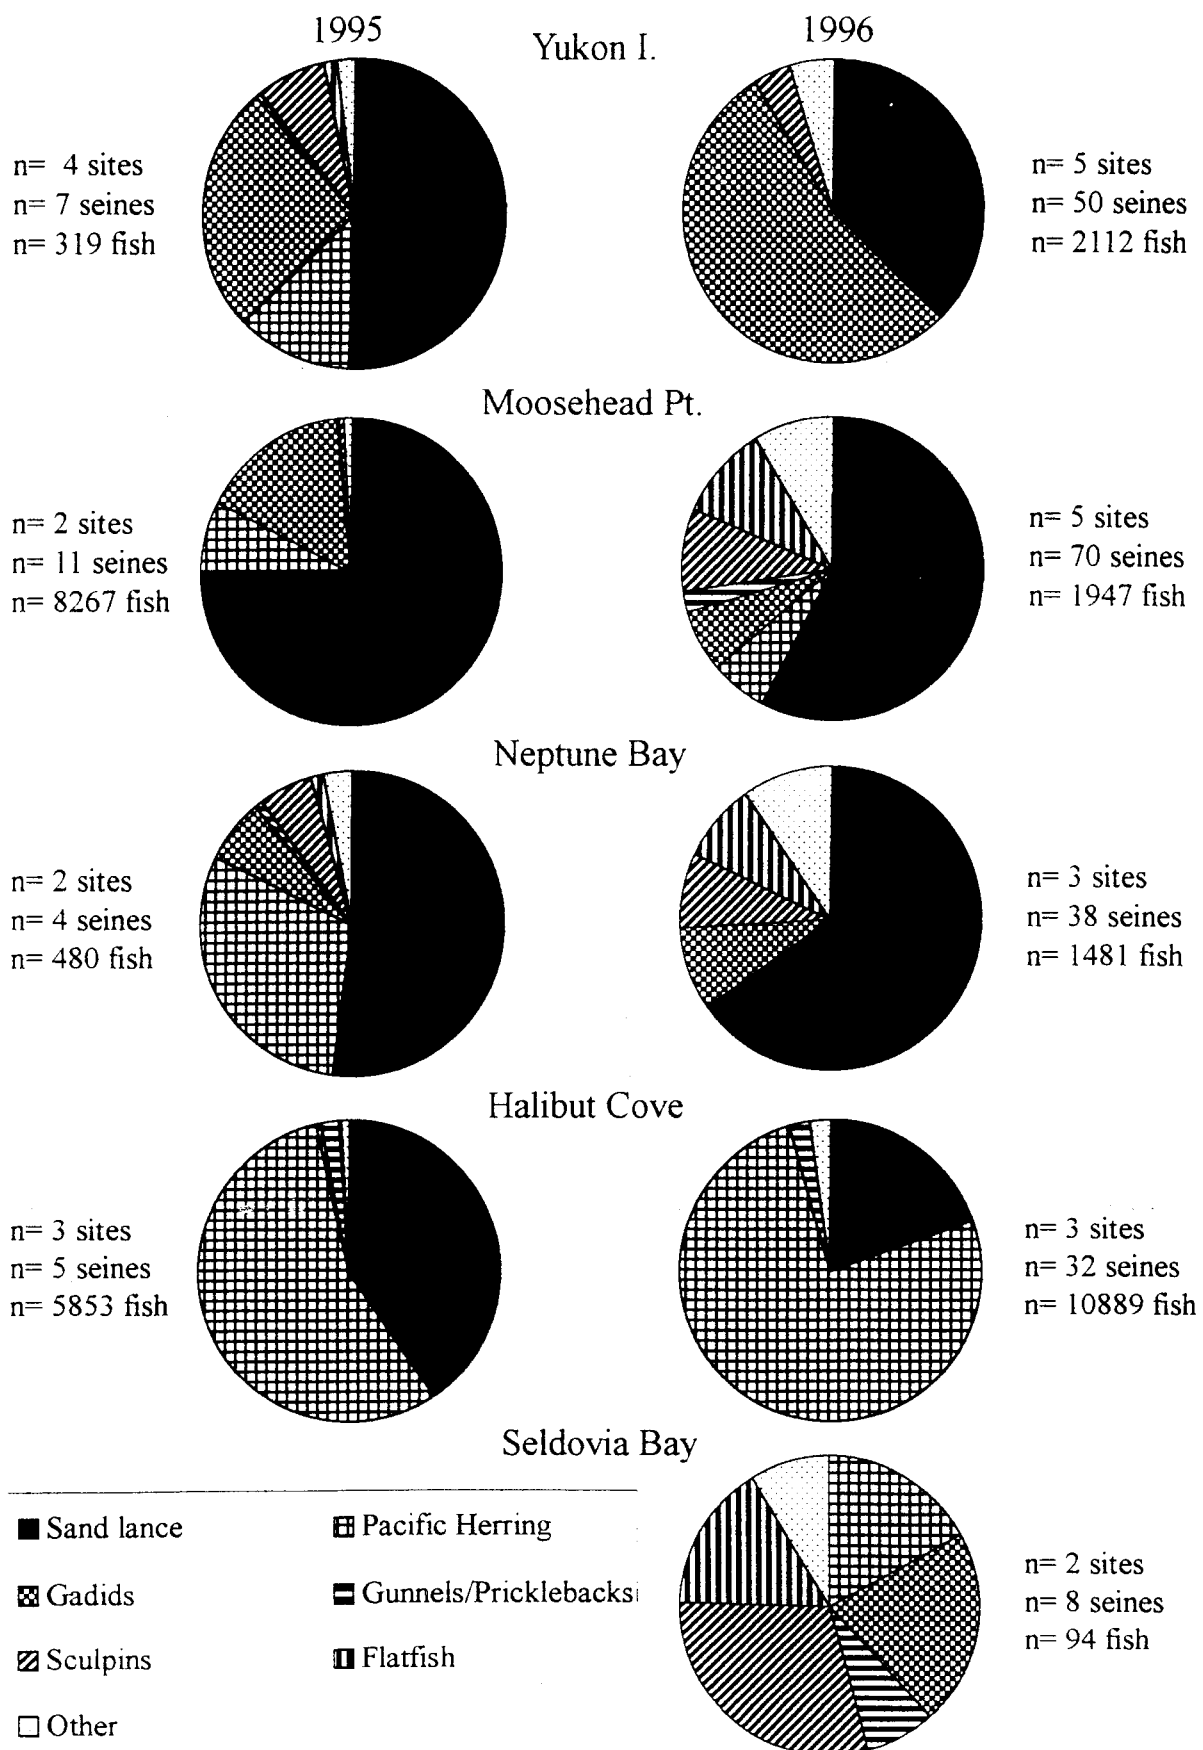 1995
1996
Yukon I.
n= 4 sites
n= 7 seines
n= 319 fish
n= 5 sites
n= 50 seines
n= 2112 fish
Moosehead Pt.
n= 2 sites
n= 11 seines
n= 8267 fish
n= 5 sites
n= 70 seines
n= 1947 fish
Neptune Bay
n= 2 sites
n= 4 seines
n= 480 fish
n= 3 sites
n= 38 seines
n= 1481 fish
Halibut Cove
n= 3 sites
n= 5 seines
n= 5853 fish
n= 3 sites
n= 32 seines
n= 10889 fish
Seldovia Bay
Sand lance
Pacific Herring
Gadids
Gunnels/Pricklebacks
Sculpins
Flatfish
Other
n= 2 sites
n= 8 seines
n= 94 fish